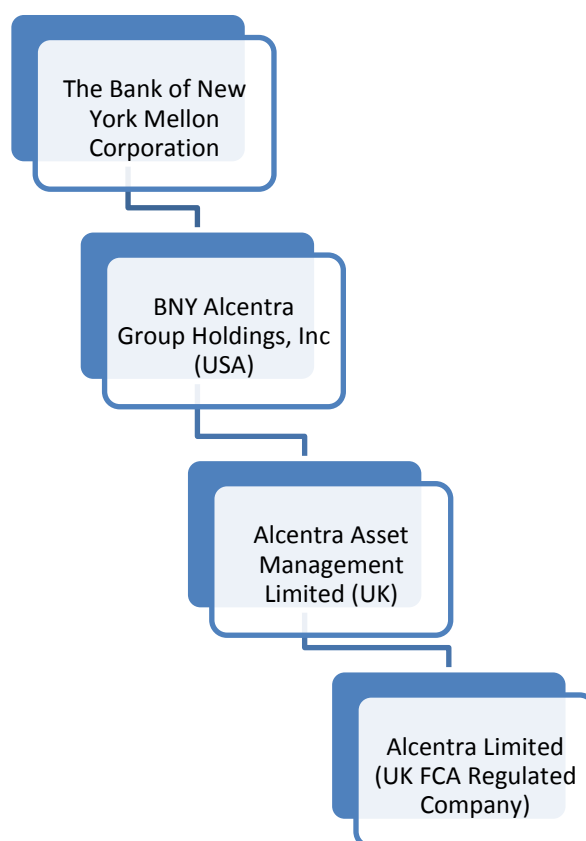 The Bank of New
York Mellon
Corporation
BNY Alcentra
Group Holdings, Inc
(USA)
Alcentra Asset
Management
Limited (UK)
Alcentra Limited
(UK FCA Regulated
Company)